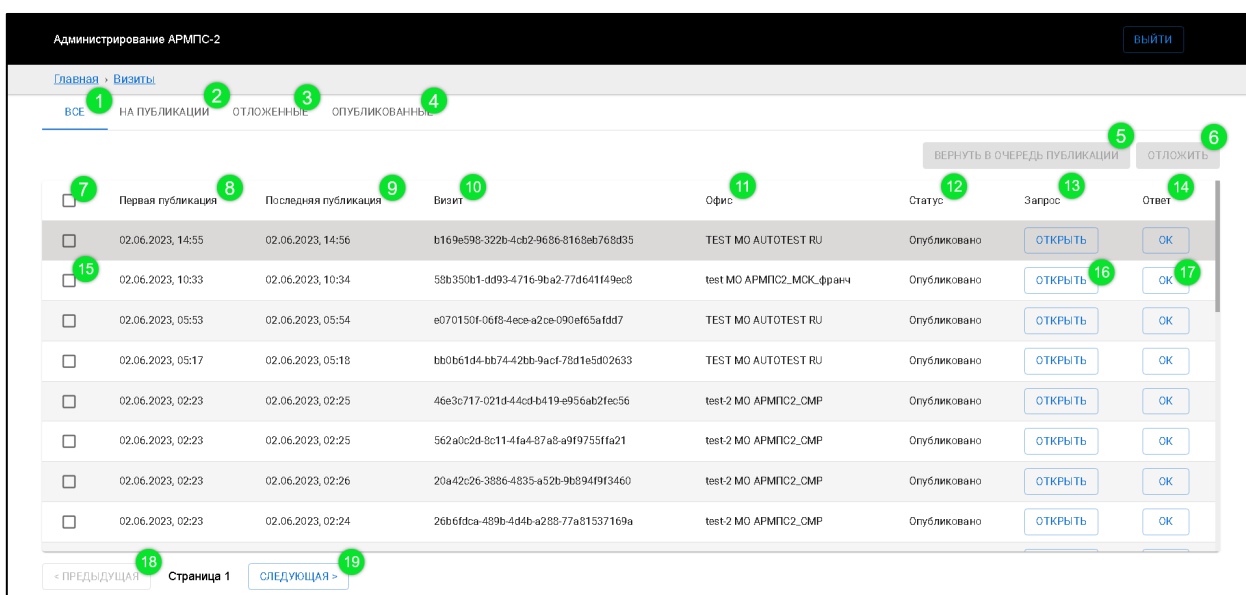 Администрирование АРМПС-2 ВЫЙТИ
Главная › Визиты
ВСЕ 1 НА ПУБЛИКАЦИИ 2 ОТЛОЖЕННЫЕ 3 ОПУБЛИКОВАННЫЕ 4
ВЕРНУТЬ В ОЧЕРЕДЬ ПУБЛИКАЦИИ 5 ОТЛОЖИТЬ 6
7 Первая публикация 8 Последняя публикация 9 Визит 10 Офис 11 Статус 12 Запрос 13 Ответ 14
02.06.2023, 14:55 02.06.2023, 14:56 b169e598-322b-4cb2-9686-8168eb768d35 TEST МО AUTOTEST RU Опубликовано ОТКРЫТЬ ОК
15 02.06.2023, 10:33 02.06.2023, 10:34 58b350b1-dd93-4716-9ba2-77d641f49ec8 test МО АРМПС2_МСК_франч Опубликовано ОТКРЫТЬ 16 ОК 17
02.06.2023, 05:53 02.06.2023, 05:54 e070150f-06f8-4ece-a2ce-090ef65afdd7 TEST МО AUTOTEST RU Опубликовано ОТКРЫТЬ ОК
02.06.2023, 05:17 02.06.2023, 05:18 bb0b61d4-bb74-42bb-9acf-78d1e5d02633 TEST МО AUTOTEST RU Опубликовано ОТКРЫТЬ ОК
02.06.2023, 02:23 02.06.2023, 02:25 46e3c717-021d-44cd-b419-e956ab2fec56 test-2 МО АРМПС2_СМР Опубликовано ОТКРЫТЬ ОК
02.06.2023, 02:23 02.06.2023, 02:25 562a0c2d-8c11-4fa4-87a8-a9f9755ffa21 test-2 МО АРМПС2_СМР Опубликовано ОТКРЫТЬ ОК
02.06.2023, 02:23 02.06.2023, 02:26 20a42c26-3886-4835-a52b-9b894f9f3460 test-2 МО АРМПС2_СМР Опубликовано ОТКРЫТЬ ОК
02.06.2023, 02:23 02.06.2023, 02:24 26b6fdca-489b-4d4b-a288-77a81537169a test-2 МО АРМПС2_СМР Опубликовано ОТКРЫТЬ ОК
< ПРЕДЫДУЩАЯ 18 Страница 1 СЛЕДУЮЩАЯ > 19